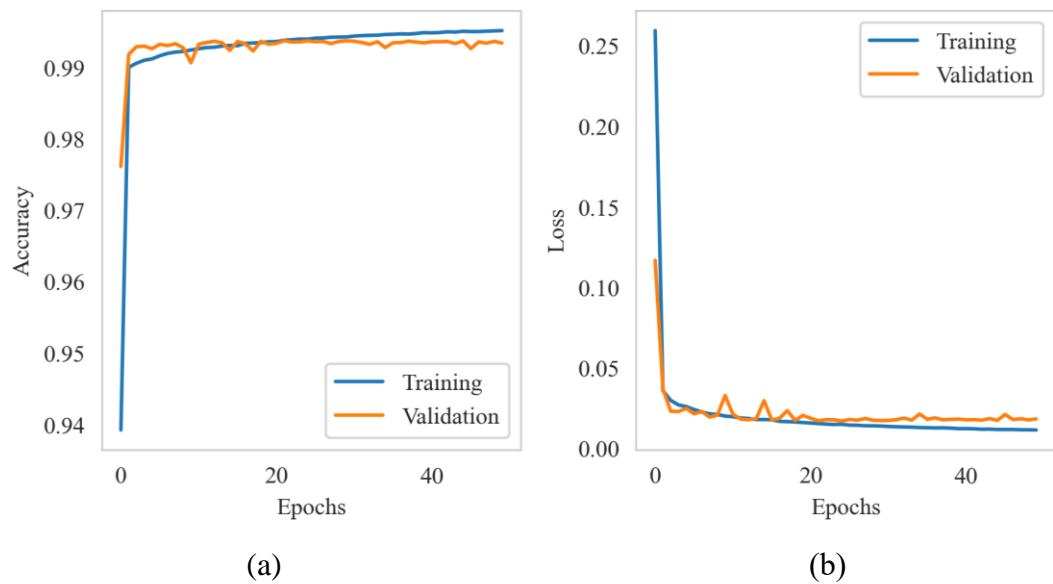 0.99
0.98
0.97
0.96
0.95
0.94
Accuracy
0 20 40
Epochs
Training
Validation
(a)
0.25
0.20
0.15
0.10
0.05
0.00
Loss
0 20 40
Epochs
Training
Validation
(b)